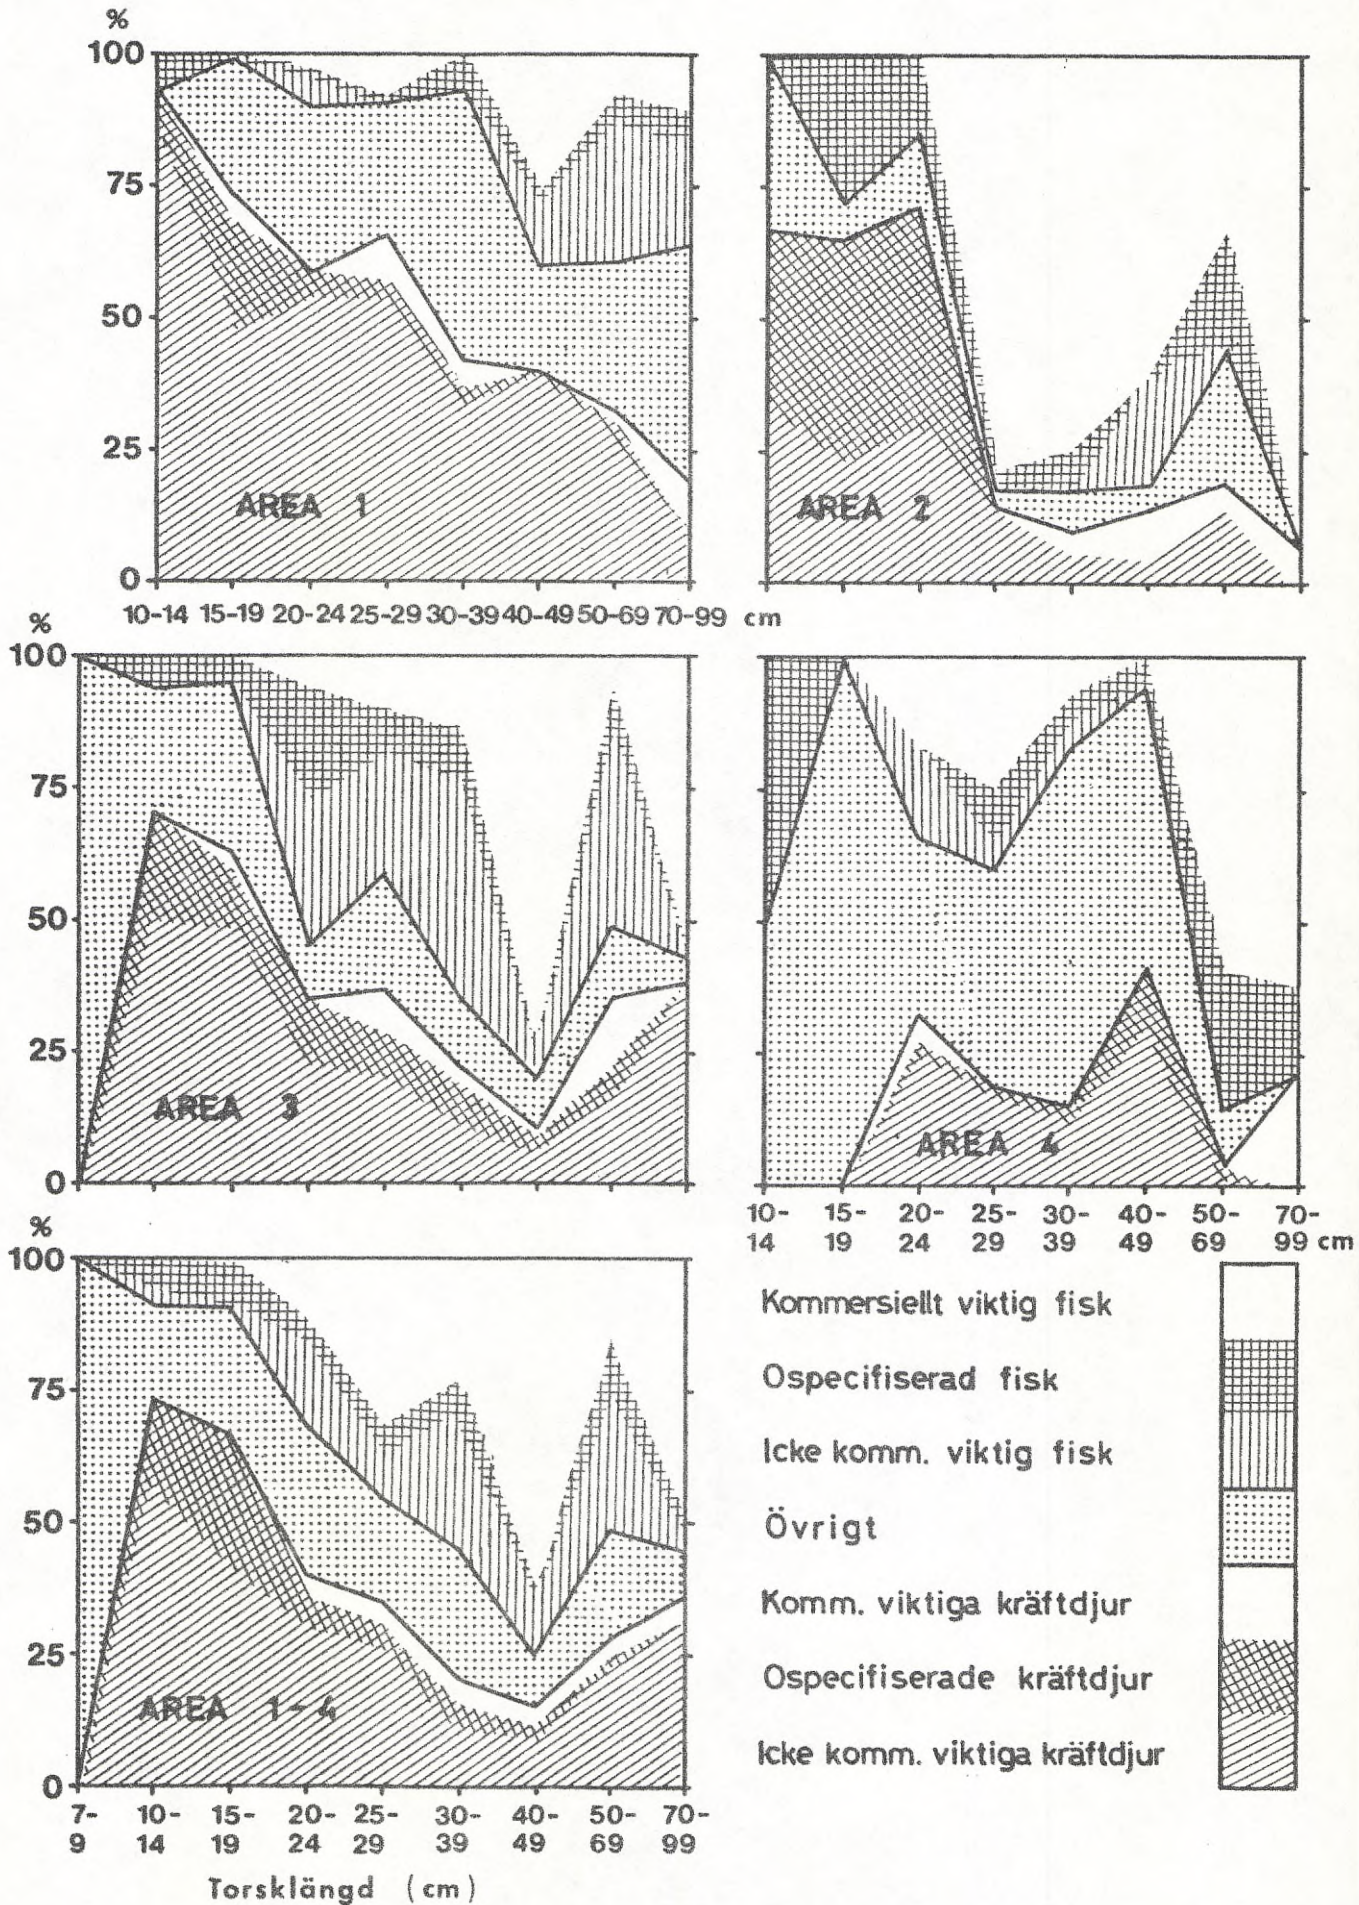 %
100
75
50
25
0
AREA 1
AREA 2
10-14 15-19 20-24 25-29 30-39 40-49 50-69 70-99 cm
%
100
75
50
25
0
AREA 3
AREA 4
10-14 15-19 20-24 25-29 30-39 40-49 50-69 70-99 cm
%
100
75
50
25
0
AREA 1-4
7-9 10-14 15-19 20-24 25-29 30-39 40-49 50-69 70-99
Torsklängd (cm)
Kommersiellt viktig fisk
Ospecifiserad fisk
Icke komm. viktig fisk
Övrigt
Komm. viktiga kräftdjur
Ospecifiserade kräftdjur
Icke komm. viktiga kräftdjur